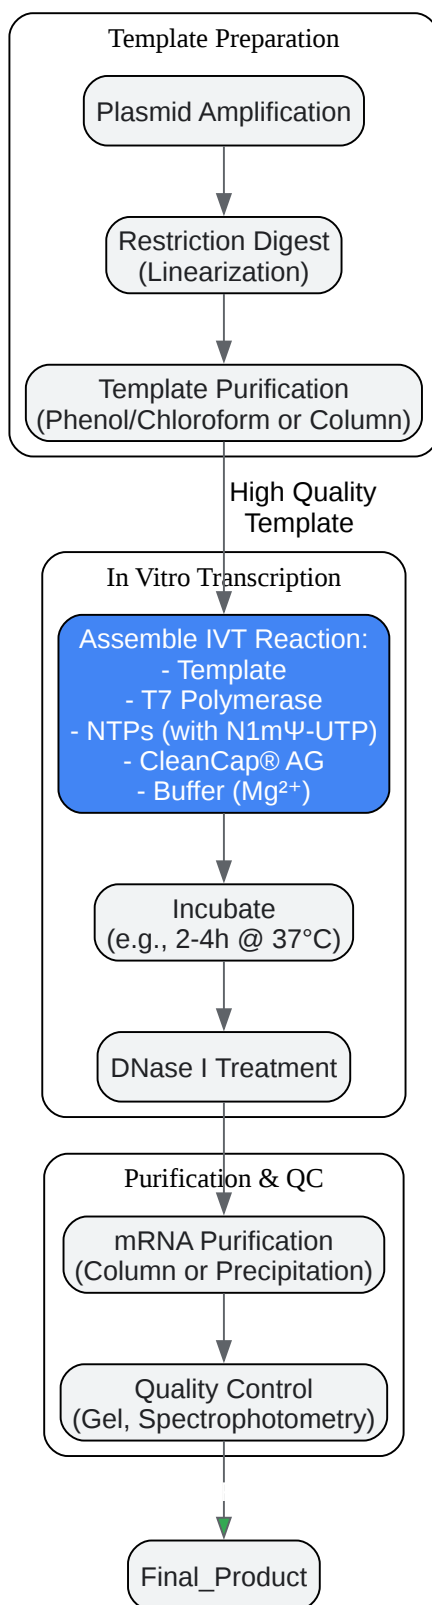 Template Preparation
Plasmid Amplification
Restriction Digest
(Linearization)
Template Purification
(Phenol/Chloroform or Column)
High Quality
Template
In Vitro Transcription
Assemble IVT Reaction:
- Template
- T7 Polymerase
- NTPs (with N1mΨ-UTP)
- CleanCap® AG
- Buffer (Mg²⁺)
Incubate
(e.g., 2-4h @ 37°C)
DNase I Treatment
Purification & QC
mRNA Purification
(Column or Precipitation)
Quality Control
(Gel, Spectrophotometry)
Final_Product